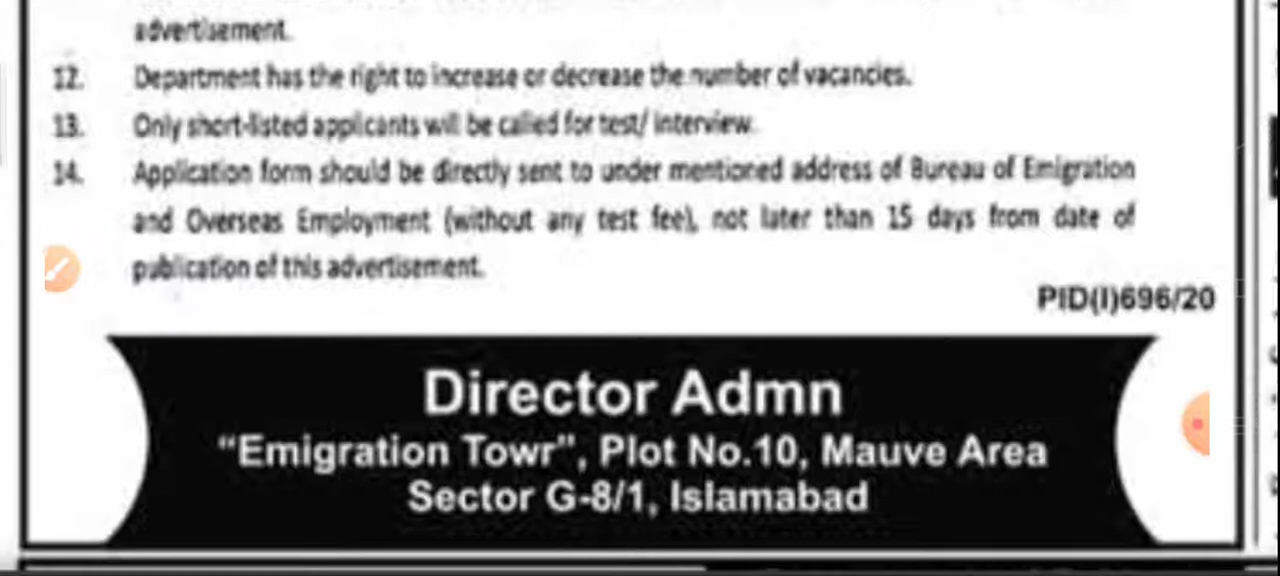 advertisement.
12. Department has the right to increase or decrease the number of vacancies.
13. Only short-listed applicants will be called for test/ interview.
14. Application form should be directly sent to under mentioned address of Bureau of Emigration
and Overseas Employment (without any test fee), not later than 15 days from date of
publication of this advertisement.
PID(I)696/20
Director Admn
“Emigration Towr”, Plot No.10, Mauve Area
Sector G-8/1, Islamabad